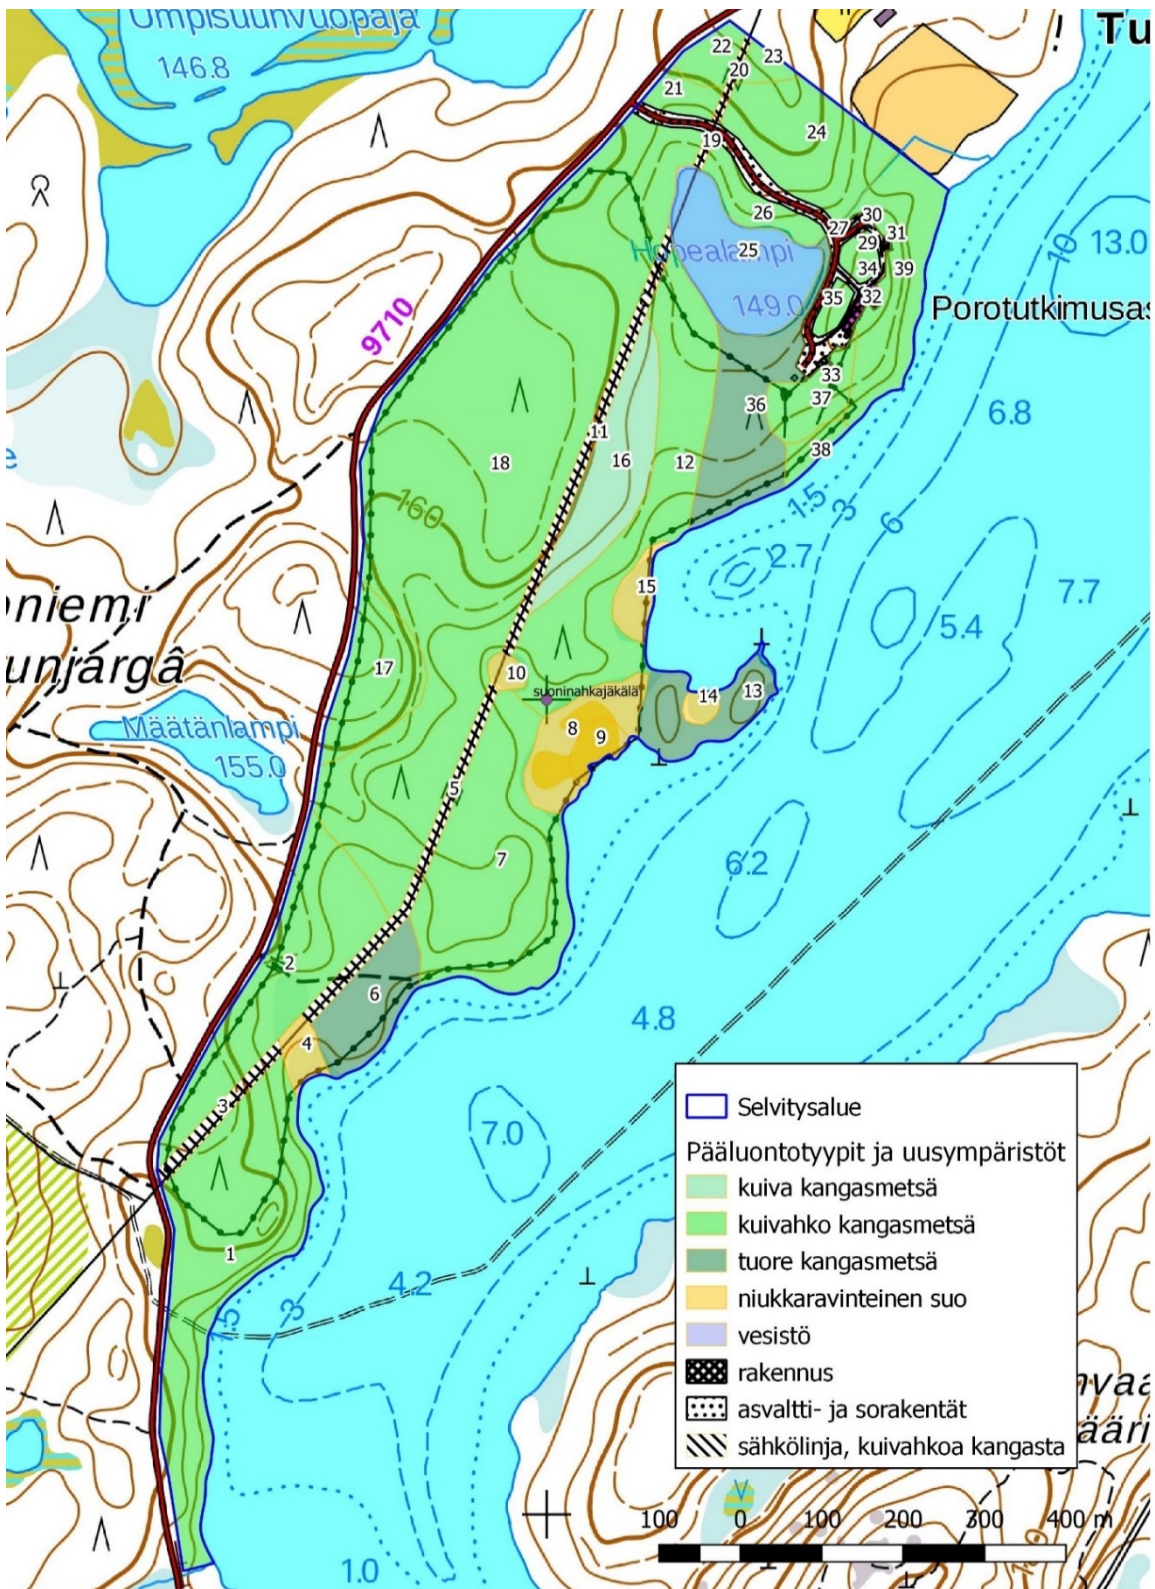 Umpisuunvuopaja
146.8
Tu
22
23
20
21
24
19
26
30
27
31
29
25
Hopealampi
34
39
149.0
35
32
33
10
13.0
Porotutkimusas
9710
36
37
38
6.8
11
18
16
12
160
1.5
3
6
2.7
15
7.7
5.4
oniemi
unjárgâ
17
10
suoninahkajäkälä
14
13
8
9
Määtänlampi
155.0
5
7
6.2
2
6
4.8
4
3
7.0
1
4.2
1.5
3
1.0
Selvitysalue
Pääluontotyypit ja uusympäristöt
kuiva kangasmetsä
kuivahko kangasmetsä
tuore kangasmetsä
niukkaravinteinen suo
vesistö
rakennus
asvaltti- ja sorakentät
sähkölinja, kuivahkoa kangasta
nvaa
ääri
100 0 100 200 300 400 m